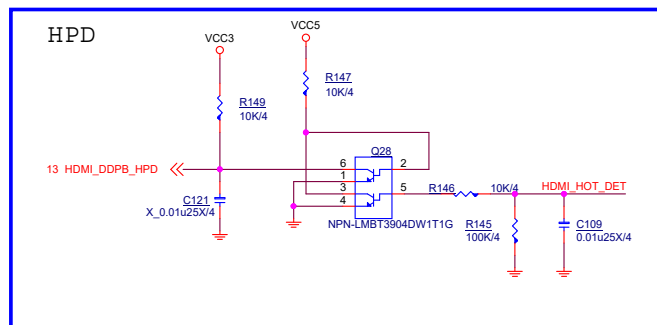 HPD
VCC3
VCC5
R149
10K/4
R147
10K/4
Q28
13 HDMI_DDPB_HPD
6
1
3
4
2
5
R146
10K/4
HDMI_HOT_DET
C121
X_0.01u25X/4
NPN-LMBT3904DW1T1G
R145
100K/4
C109
0.01u25X/4